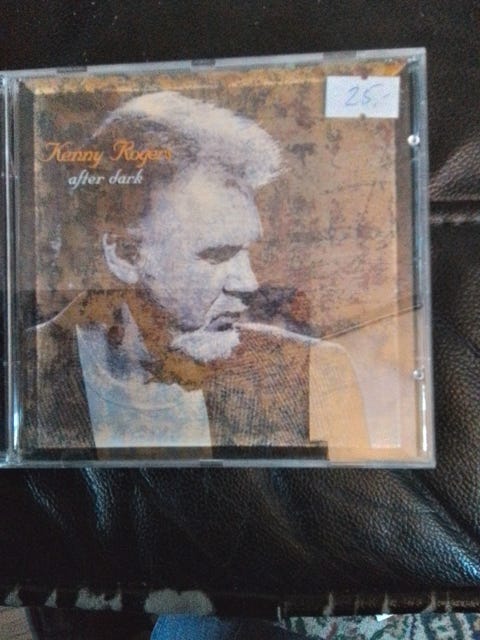 Kenny Rogers
after dark
25.-